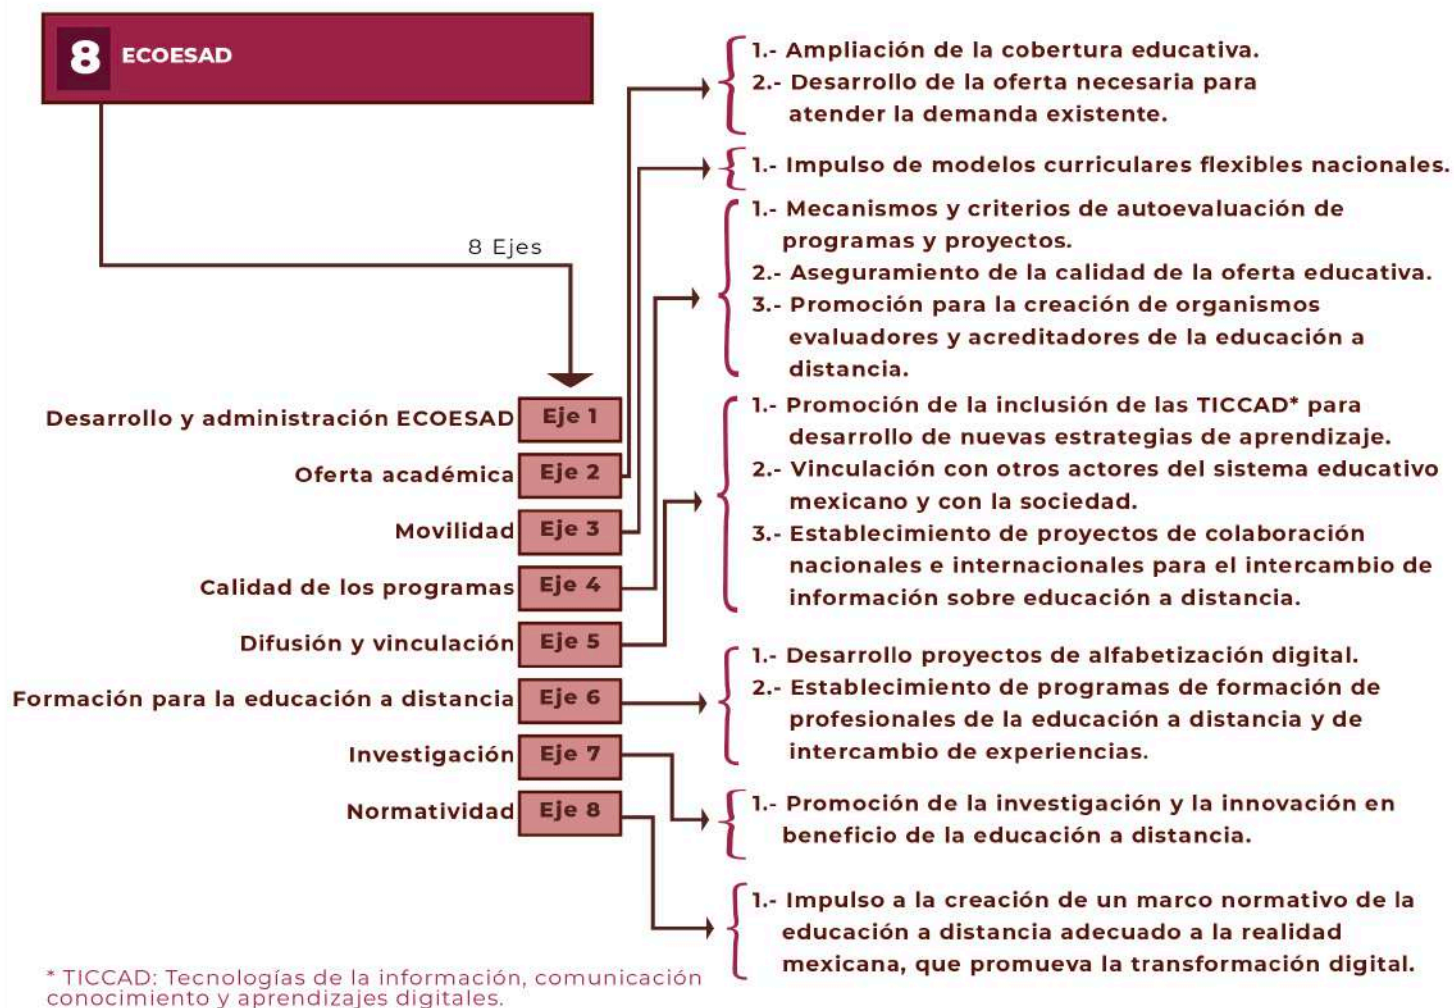 8 ECOESAD
8 Ejes
Desarrollo y administración ECOESAD Eje 1
Oferta académica Eje 2
Movilidad Eje 3
Calidad de los programas Eje 4
Difusión y vinculación Eje 5
Formación para la educación a distancia Eje 6
Investigación Eje 7
Normatividad Eje 8
1.- Ampliación de la cobertura educativa.
2.- Desarrollo de la oferta necesaria para
atender la demanda existente.
1.- Impulso de modelos curriculares flexibles nacionales.
1.- Mecanismos y criterios de autoevaluación de
programas y proyectos.
2.- Aseguramiento de la calidad de la oferta educativa.
3.- Promoción para la creación de organismos
evaluadores y acreditadores de la educación a
distancia.
1.- Promoción de la inclusión de las TICCAD* para
desarrollo de nuevas estrategias de aprendizaje.
2.- Vinculación con otros actores del sistema educativo
mexicano y con la sociedad.
3.- Establecimiento de proyectos de colaboración
nacionales e internacionales para el intercambio de
información sobre educación a distancia.
1.- Desarrollo proyectos de alfabetización digital.
2.- Establecimiento de programas de formación de
profesionales de la educación a distancia y de
intercambio de experiencias.
1.- Promoción de la investigación y la innovación en
beneficio de la educación a distancia.
1.- Impulso a la creación de un marco normativo de la
educación a distancia adecuado a la realidad
mexicana, que promueva la transformación digital.
* TICCAD: Tecnologías de la información, comunicación
conocimiento y aprendizajes digitales.